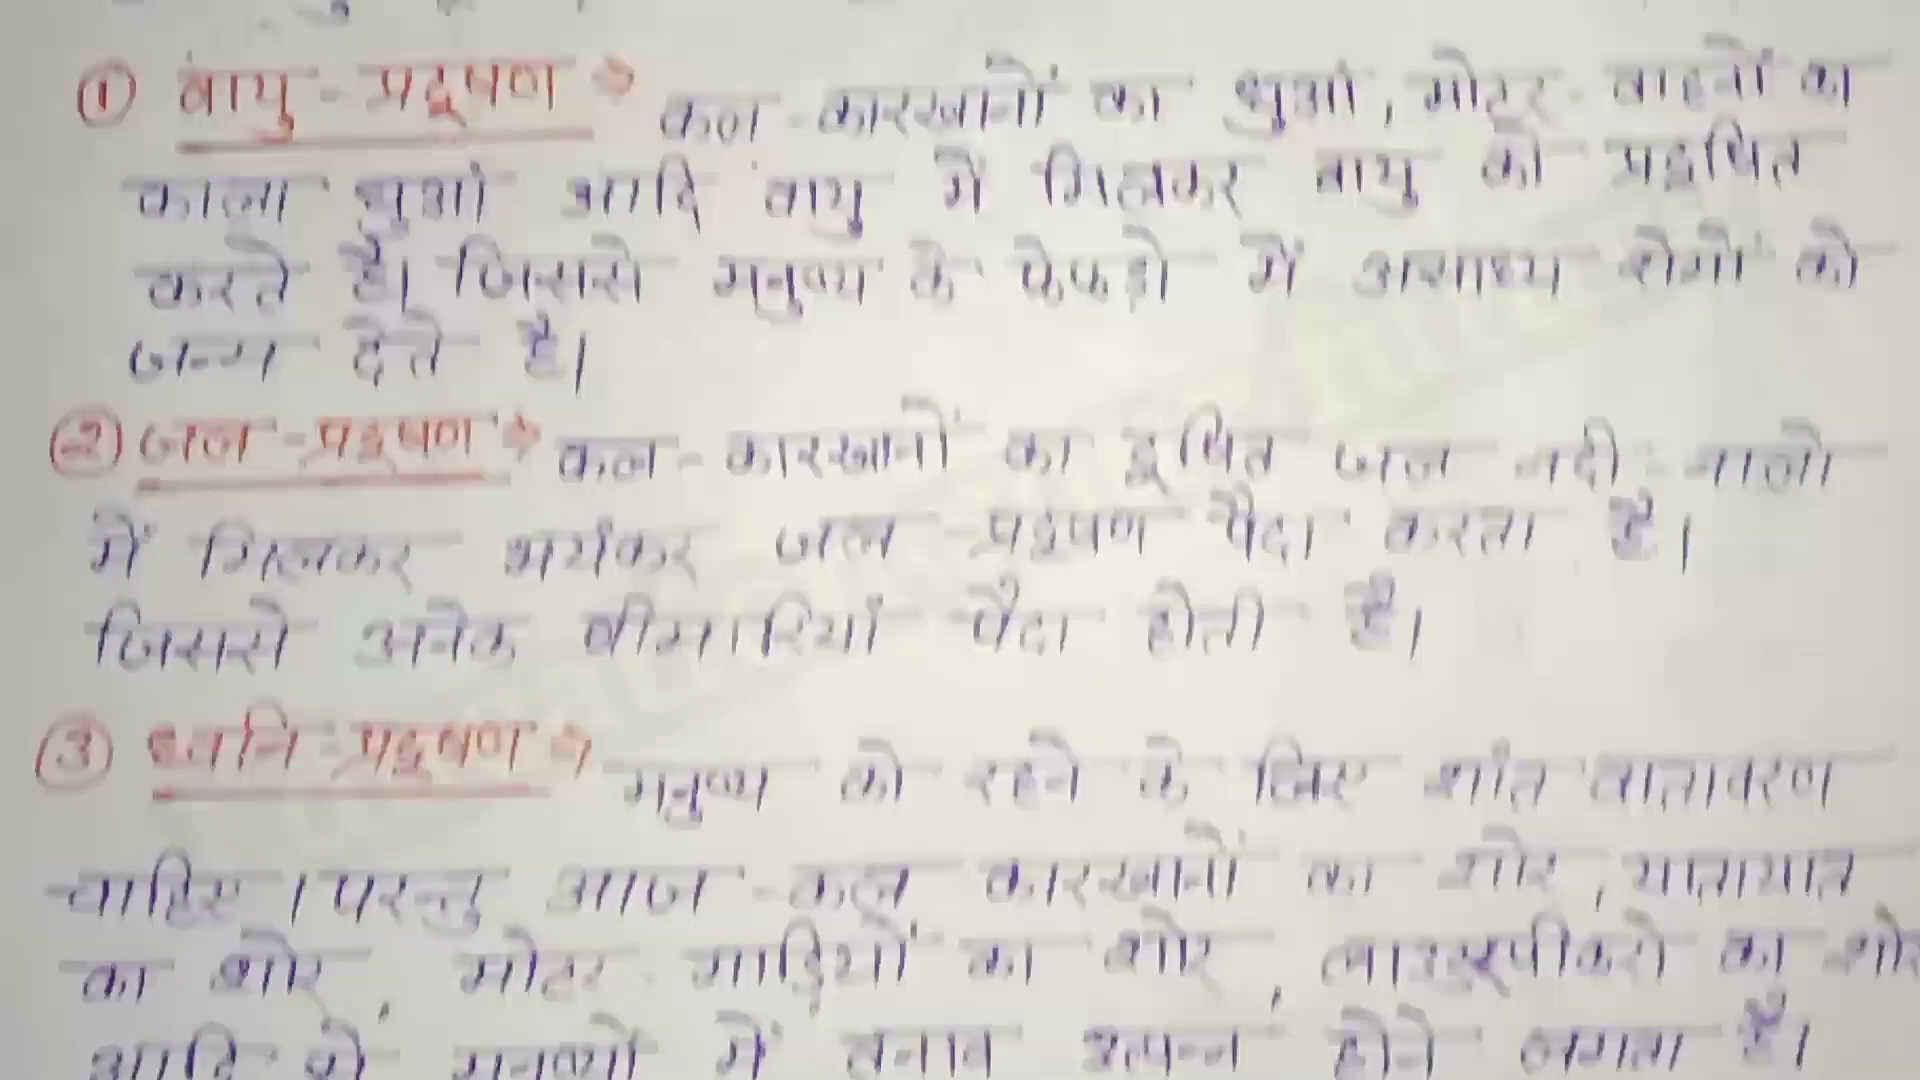 ① वायु - प्रदूषण ⇒ कल - कारखानों का धुआं, मोटर - वाहनों का
काला धुआं आदि वायु में मिलकर वायु को प्रदूषित
करते है। जिससे मनुष्य के फेफडो में असाध्य रोगों को
जन्म देते है।
② जल - प्रदूषण ⇒ कल - कारखानों का दूषित जल नदी - नालो
में मिलकर भयंकर जल - प्रदूषण पैदा करता है।
जिससे अनेक बीमारियां पैदा होती है।
③ ध्वनि - प्रदूषण ⇒ मनुष्य को रहने के लिए शांत वातावरण
चाहिए। परन्तु आज - कल कारखानों का शोर, यातायात
का शोर, मोटर - गाड़ियों का शोर, लाउडस्पीकरो का शोर
आदि से मनुष्यो में तनाव उत्पन्न होने लगता है।